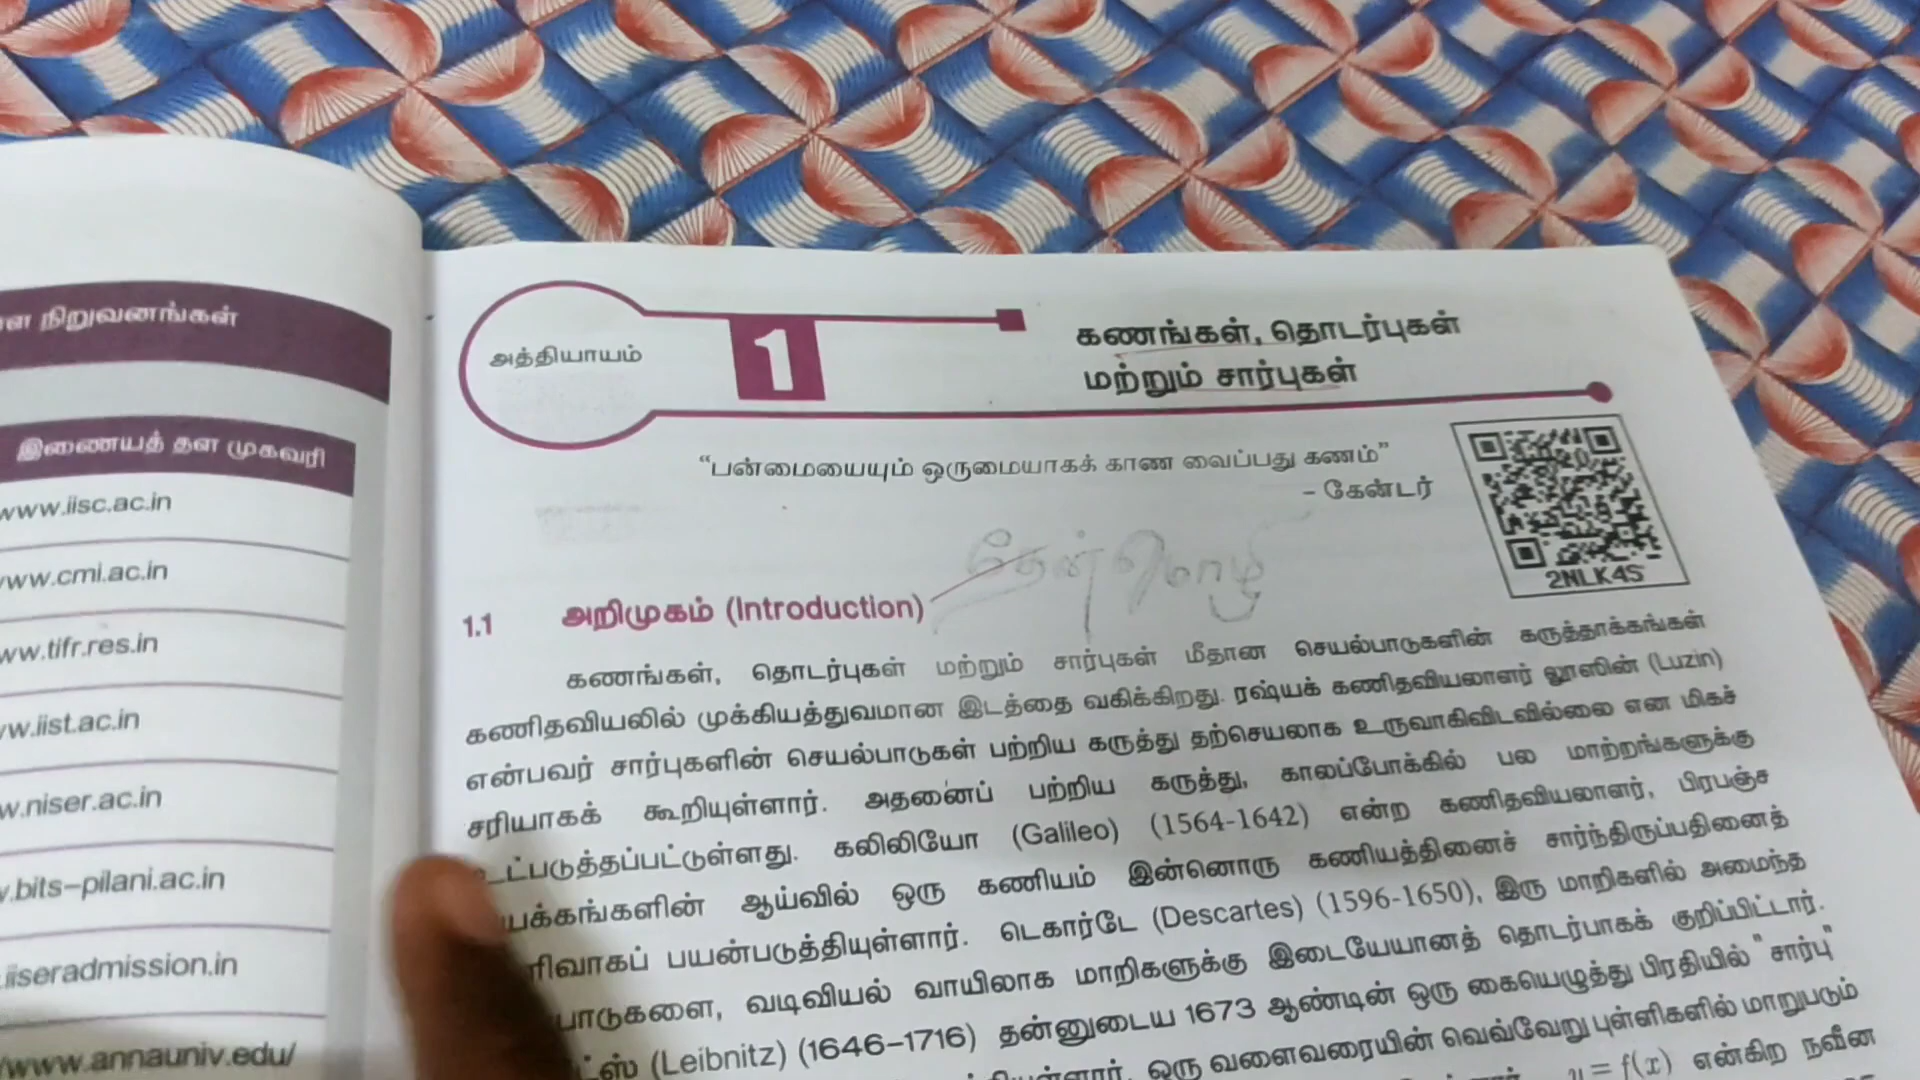 நிறுவனங்கள்
இணையத் தள முகவரி
www.iisc.ac.in
www.cmi.ac.in
ww.tifr.res.in
w.iist.ac.in
w.niser.ac.in
.bits-pilani.ac.in
iiseradmission.in
/www.annauniv.edu/
அத்தியாயம்
1
கணங்கள், தொடர்புகள்
மற்றும் சார்புகள்
“பன்மையையும் ஒருமையாகக் காண வைப்பது கணம்”
– கேன்டர்
2NLK4S
தேன்மொழி
1.1 அறிமுகம் (Introduction)
கணங்கள், தொடர்புகள் மற்றும் சார்புகள் மீதான செயல்பாடுகளின் கருத்தாக்கங்கள்
கணிதவியலில் முக்கியத்துவமான இடத்தை வகிக்கிறது. ரஷ்யக் கணிதவியலாளர் லூஸின் (Luzin)
என்பவர் சார்புகளின் செயல்பாடுகள் பற்றிய கருத்து தற்செயலாக உருவாகிவிடவில்லை என மிகச்
சரியாகக் கூறியுள்ளார். அதனைப் பற்றிய கருத்து, காலப்போக்கில் பல மாற்றங்களுக்கு
உட்படுத்தப்பட்டுள்ளது. கலிலியோ (Galileo) (1564-1642) என்ற கணிதவியலாளர், பிரபஞ்ச
யக்கங்களின் ஆய்வில் ஒரு கணியம் இன்னொரு கணியத்தினைச் சார்ந்திருப்பதினைத்
ளிவாகப் பயன்படுத்தியுள்ளார். டெகார்டே (Descartes) (1596-1650), இரு மாறிகளில் அமைந்த
பாடுகளை, வடிவியல் வாயிலாக மாறிகளுக்கு இடையேயானத் தொடர்பாகக் குறிப்பிட்டார்.
ட்ஸ் (Leibnitz) (1646–1716) தன்னுடைய 1673 ஆண்டின் ஒரு கையெழுத்து பிரதியில் "சார்பு"
ஒரு வளைவரையின் வெவ்வேறு புள்ளிகளில் மாறுபடும்
y = f(x) என்கிற நவீன